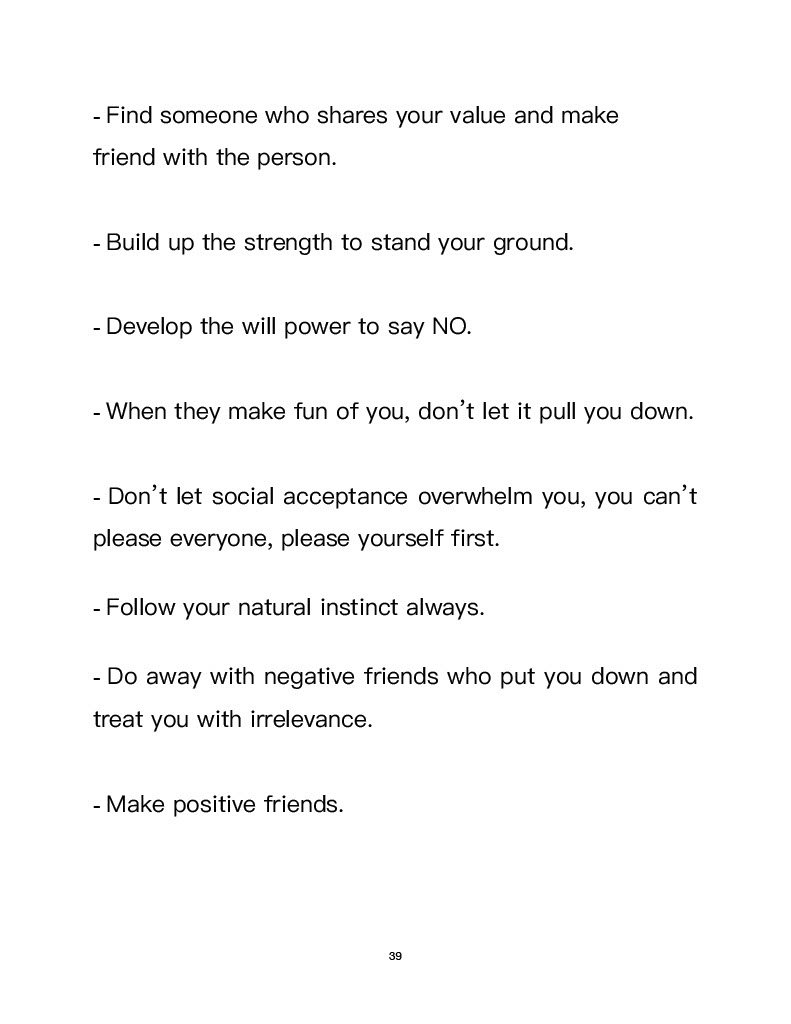 - Find someone who shares your value and make
friend with the person.
- Build up the strength to stand your ground.
- Develop the will power to say NO.
- When they make fun of you, don’t let it pull you down.
- Don’t let social acceptance overwhelm you, you can’t
please everyone, please yourself first.
- Follow your natural instinct always.
- Do away with negative friends who put you down and
treat you with irrelevance.
- Make positive friends.
39